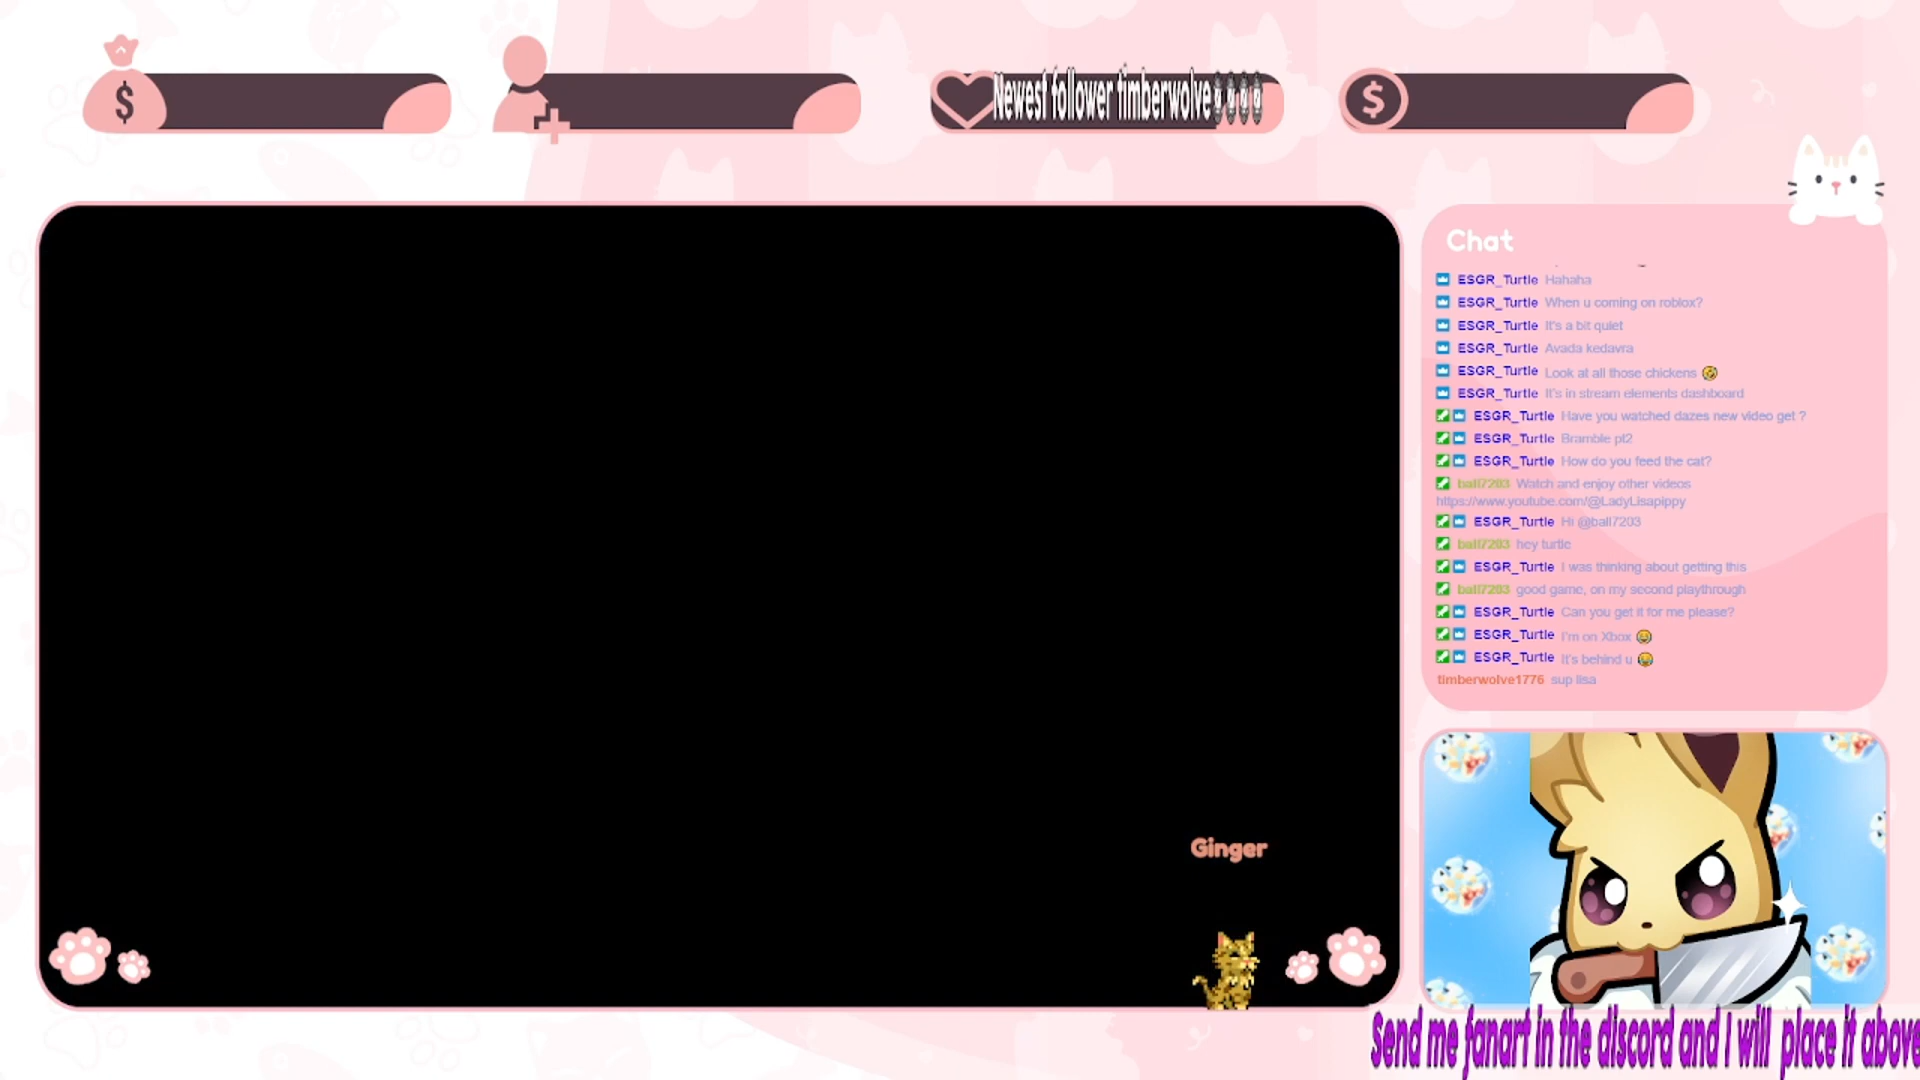 Newest follower timberwolve
Chat
ESGR_Turtle Hahaha
ESGR_Turtle When u coming on roblox?
ESGR_Turtle It's a bit quiet
ESGR_Turtle Avada kedavra
ESGR_Turtle Look at all those chickens 🤣
ESGR_Turtle It's in stream elements dashboard
ESGR_Turtle Have you watched dazes new video get ?
ESGR_Turtle Bramble pt2
ESGR_Turtle How do you feed the cat?
ball7203 Watch and enjoy other videos
https://www.youtube.com/@LadyLisapippy
ESGR_Turtle Hi @ball7203
ball7203 hey turtle
ESGR_Turtle I was thinking about getting this
ball7203 good game, on my second playthrough
ESGR_Turtle Can you get it for me please?
ESGR_Turtle I'm on Xbox 😂
ESGR_Turtle It's behind u 😂
timberwolve1776 sup lisa
Ginger
Send me fanart in the discord and I will place it above